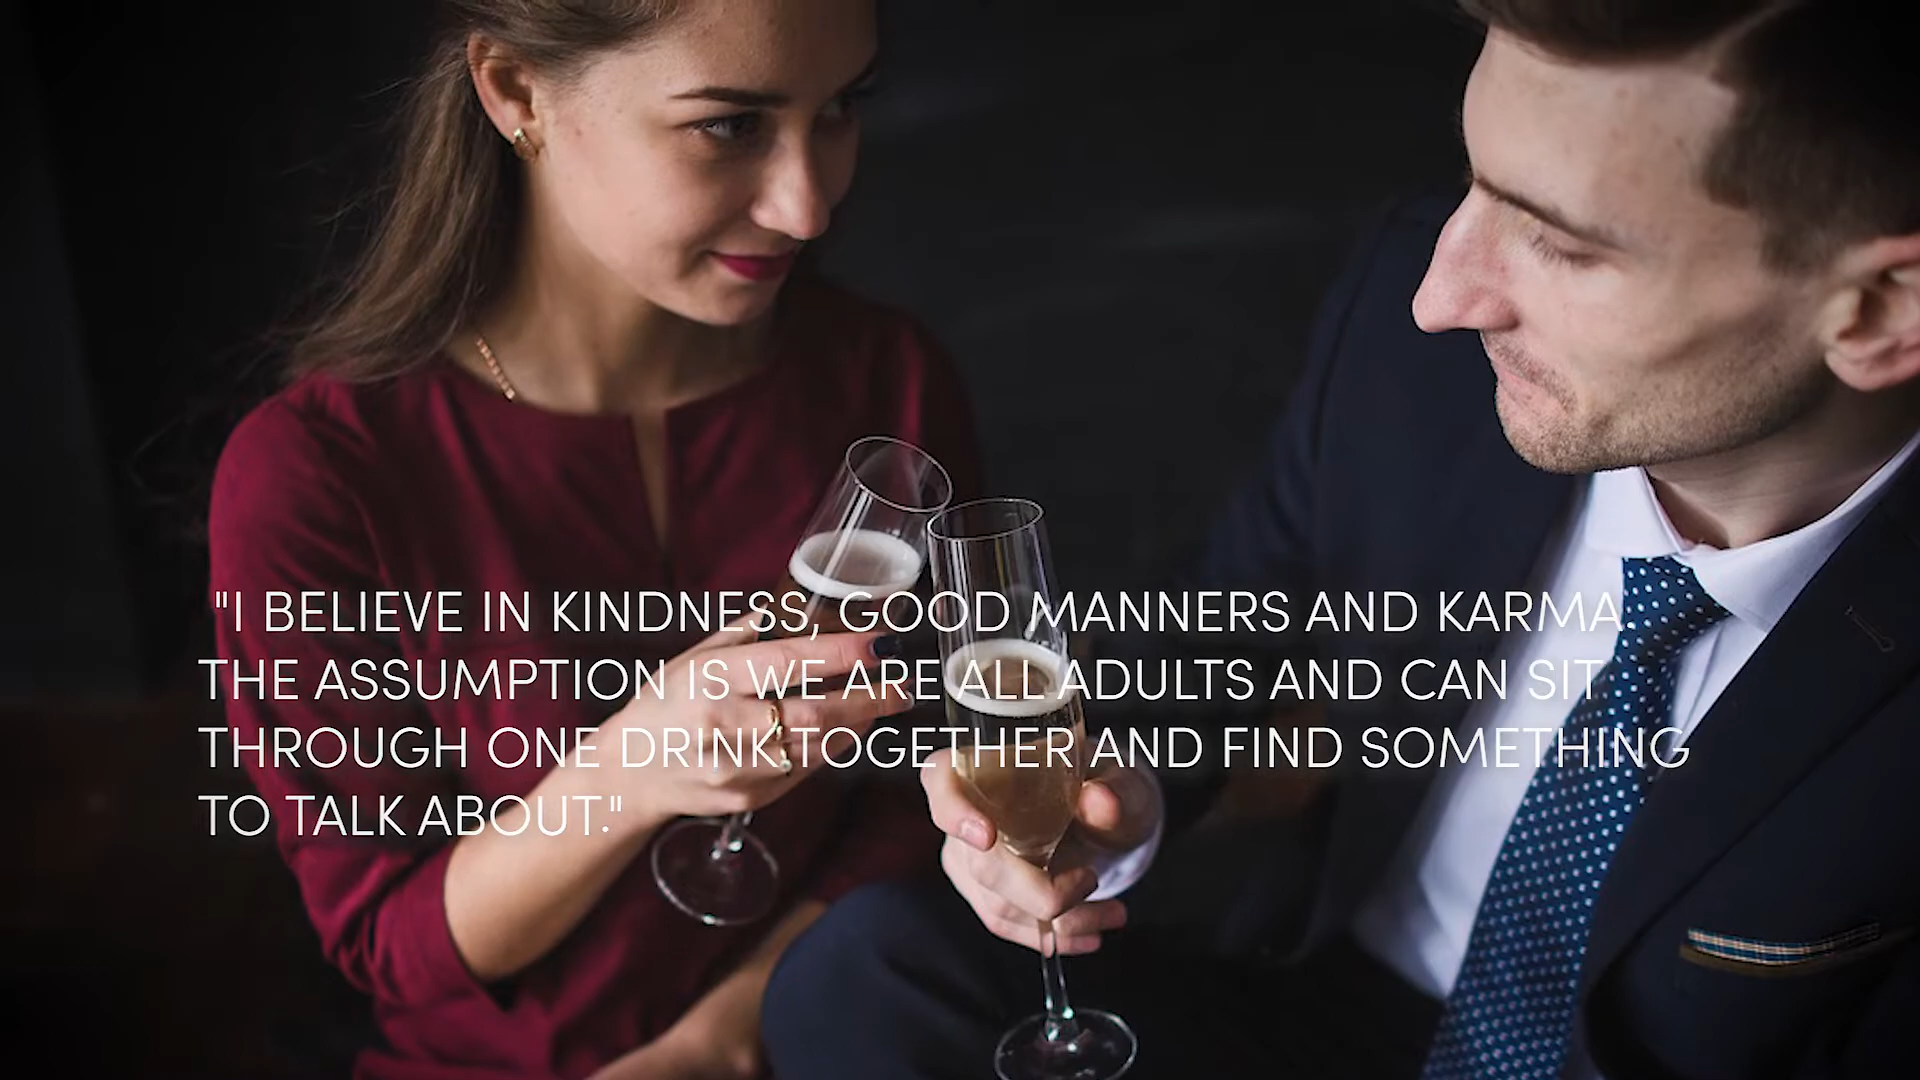 "I BELIEVE IN KINDNESS, GOOD MANNERS AND KARMA.
THE ASSUMPTION IS WE ARE ALL ADULTS AND CAN SIT
THROUGH ONE DRINK TOGETHER AND FIND SOMETHING
TO TALK ABOUT."